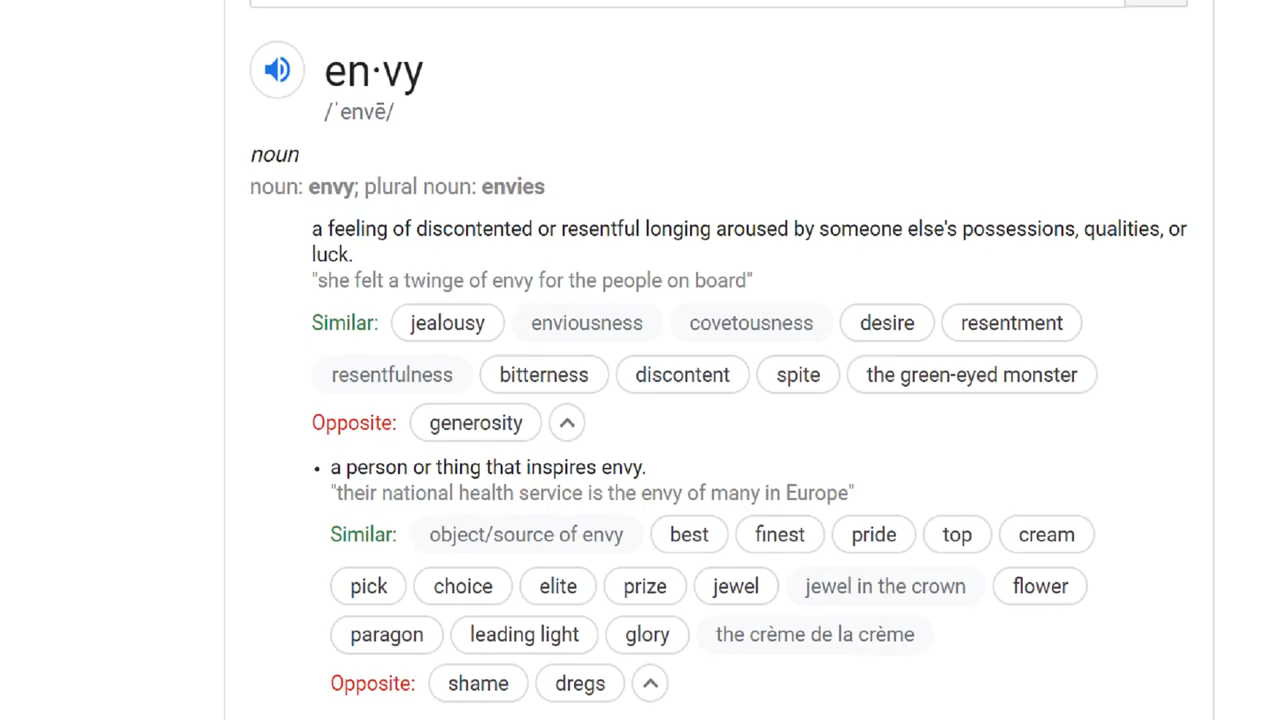 en·vy
/ˈenvē/
noun
noun: envy; plural noun: envies
a feeling of discontented or resentful longing aroused by someone else's possessions, qualities, or
luck.
"she felt a twinge of envy for the people on board"
Similar: jealousy enviousness covetousness desire resentment
resentfulness bitterness discontent spite the green-eyed monster
Opposite: generosity
• a person or thing that inspires envy.
"their national health service is the envy of many in Europe"
Similar: object/source of envy best finest pride top cream
pick choice elite prize jewel jewel in the crown flower
paragon leading light glory the crème de la crème
Opposite: shame dregs